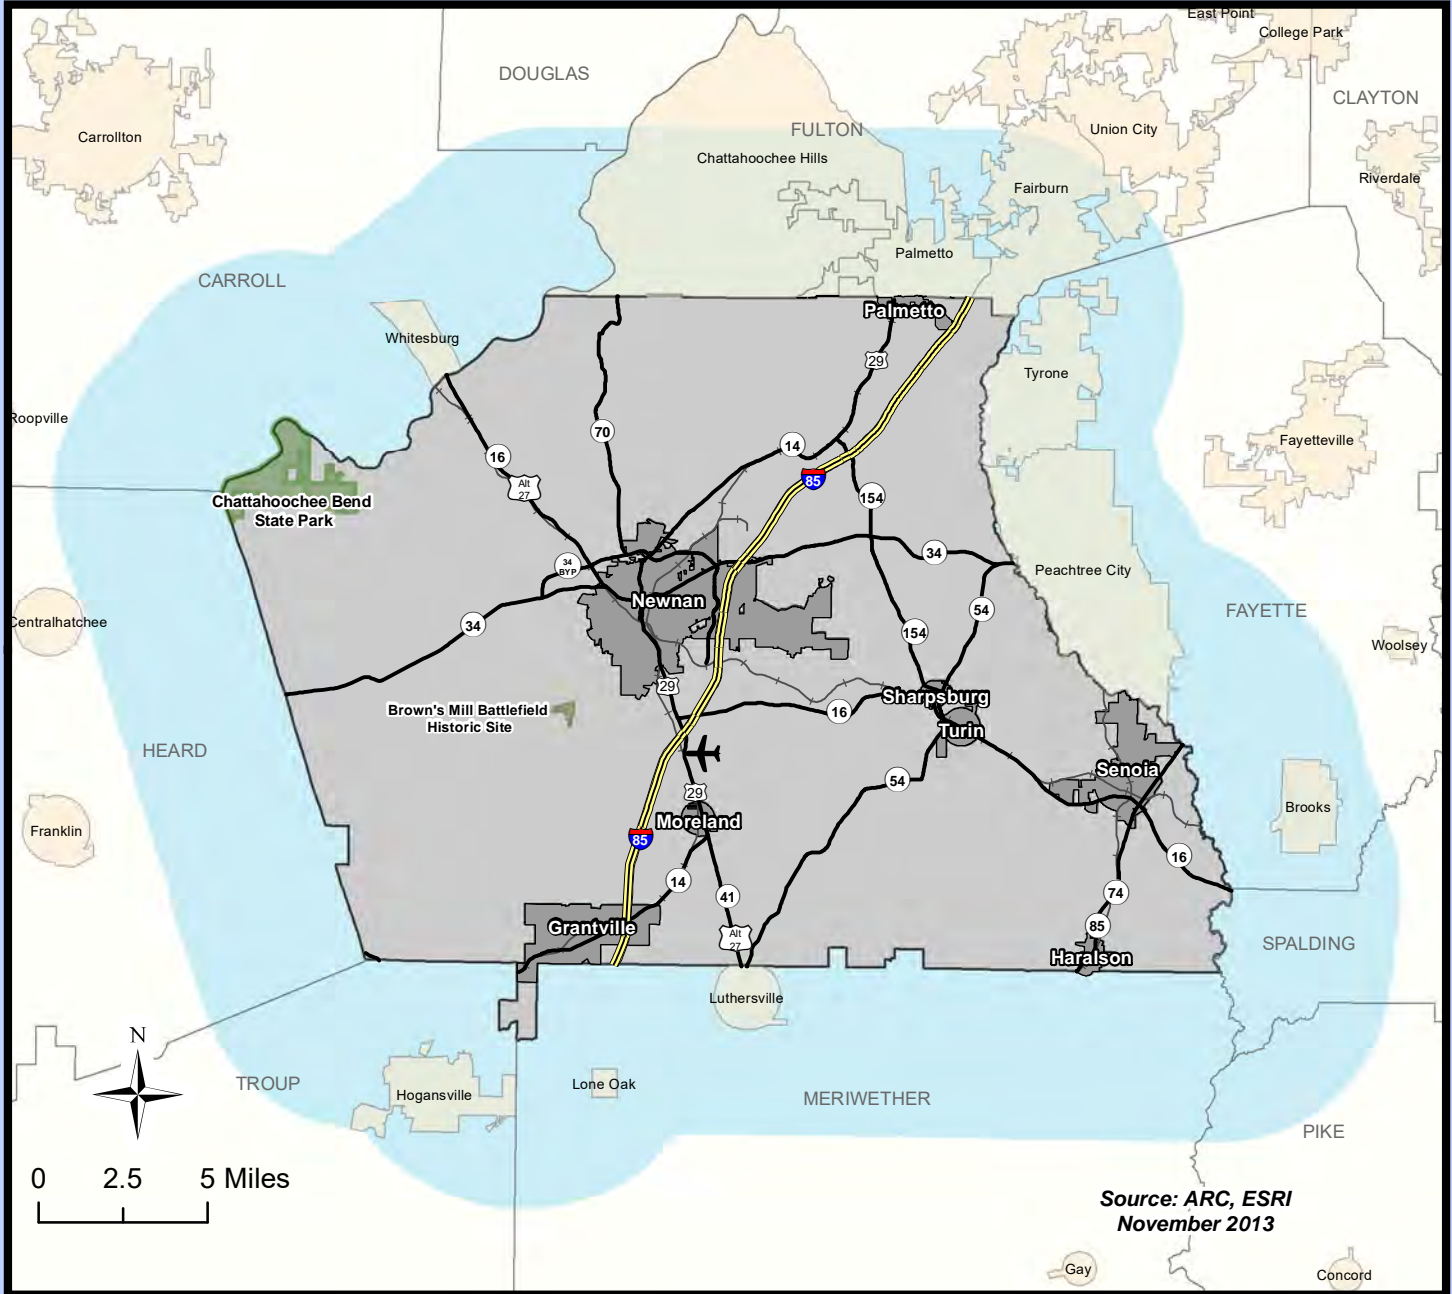 East Point
College Park
DOUGLAS
CLAYTON
Carrollton
FULTON
Union City
Chattahoochee Hills
Riverdale
Fairburn
Palmetto
CARROLL
Palmetto
Whitesburg
29
Tyrone
Roopville
70
14
Fayetteville
16
85
Alt
27
154
Chattahoochee Bend
State Park
34
34
BYP
Peachtree City
Newnan
54
FAYETTE
Centralhatchee
34
154
Woolsey
29
Sharpsburg
Brown's Mill Battlefield
Historic Site
16
Turin
HEARD
Senoia
54
29
Brooks
Moreland
Franklin
85
16
14
41
74
Grantville
85
Alt
27
SPALDING
Haralson
Luthersville
N
TROUP
Lone Oak
Hogansville
MERIWETHER
PIKE
0 2.5 5 Miles
Source: ARC, ESRI
November 2013
Gay
Concord